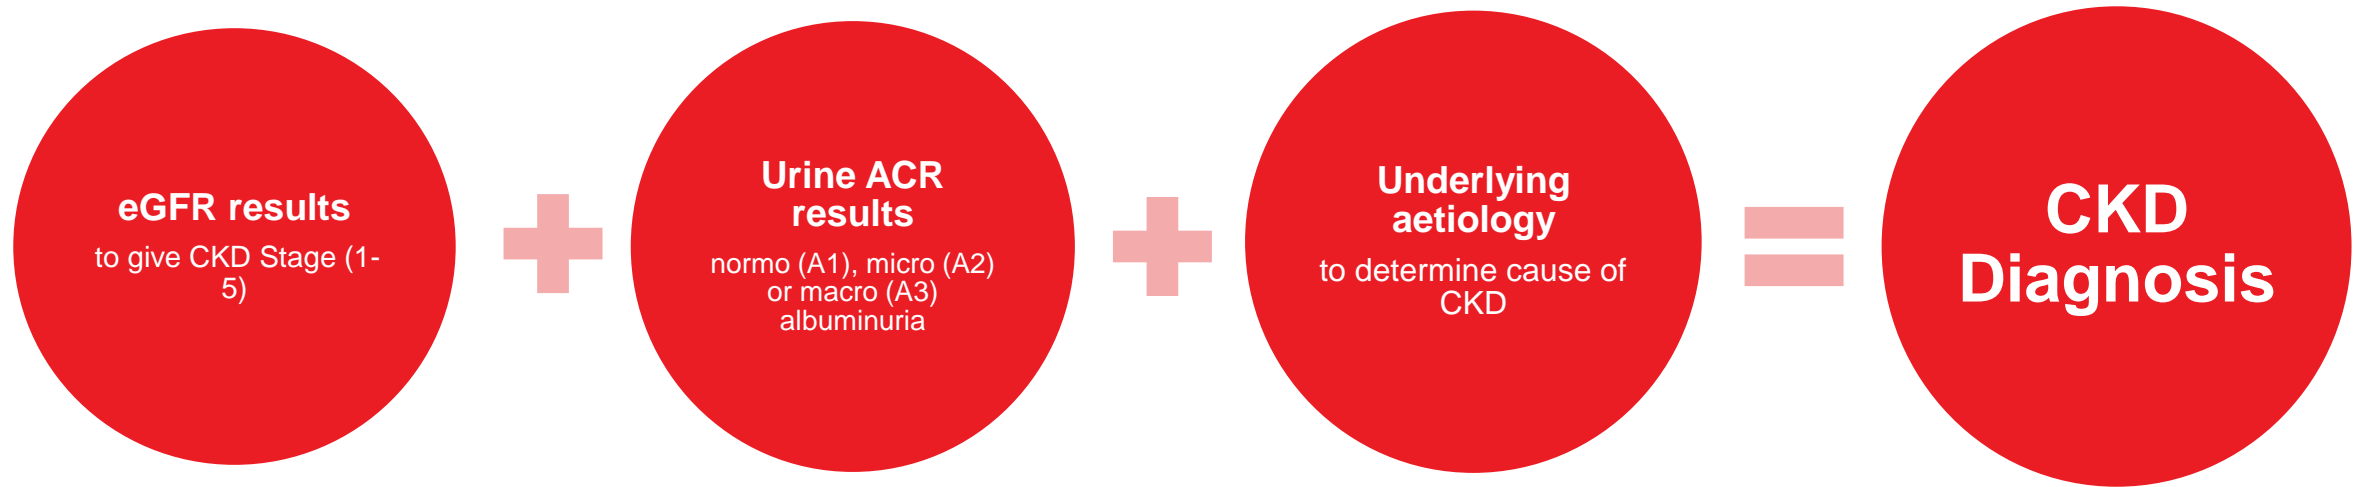 eGFR results
to give CKD Stage (1-
5)
Urine ACR
results
normo (A1), micro (A2)
or macro (A3)
albuminuria
Underlying
aetiology
to determine cause of
CKD
CKD
Diagnosis